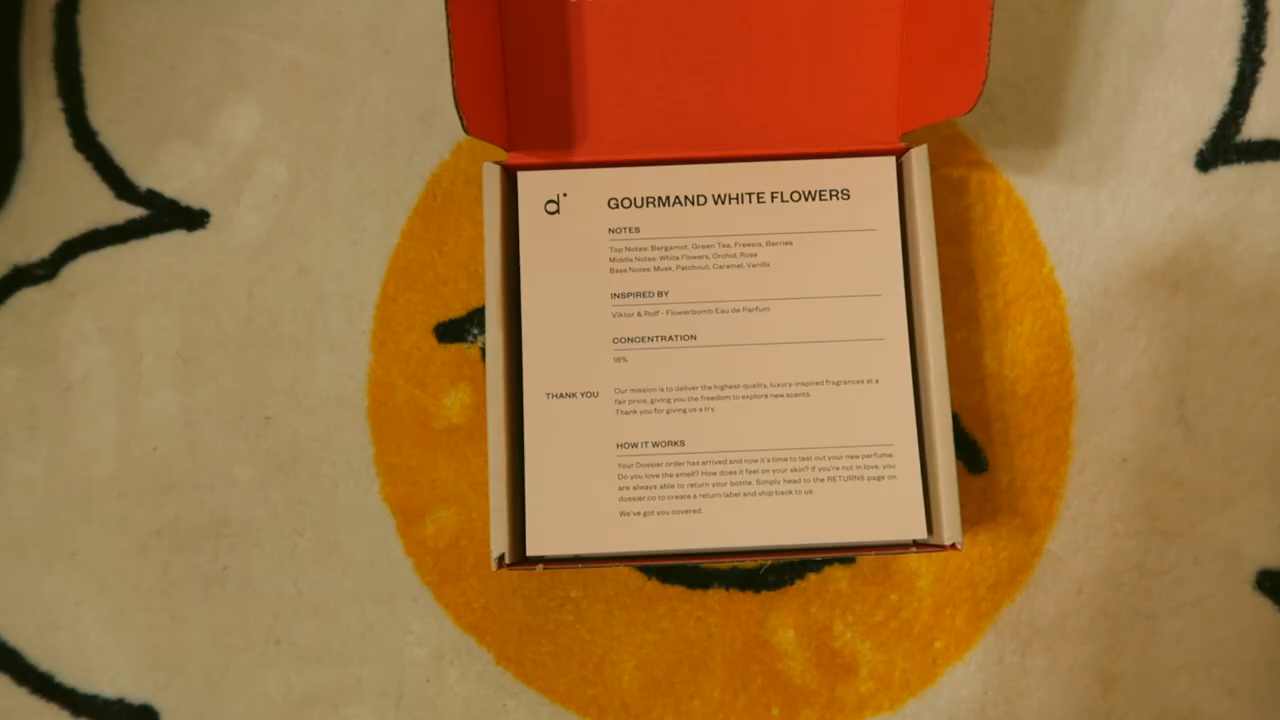 d
GOURMAND WHITE FLOWERS
NOTES
Top Notes: Bergamot, Green Tea, Freesia, Berries
Middle Notes: White Flowers, Orchid, Rose
Base Notes: Musk, Patchouli, Caramel, Vanilla
INSPIRED BY
Viktor & Rolf - Flowerbomb Eau de Parfum
CONCENTRATION
18%
THANK YOU
Our mission is to deliver the highest-quality, luxury-inspired fragrances at a
fair price, giving you the freedom to explore new scents.
Thank you for giving us a try.
HOW IT WORKS
Your Dossier order has arrived and now it's time to test out your new perfume.
Do you love the smell? How does it feel on your skin? If you're not in love, you
are always able to return your bottle. Simply head to the RETURNS page on
dossier.co to create a return label and ship back to us.
We've got you covered.